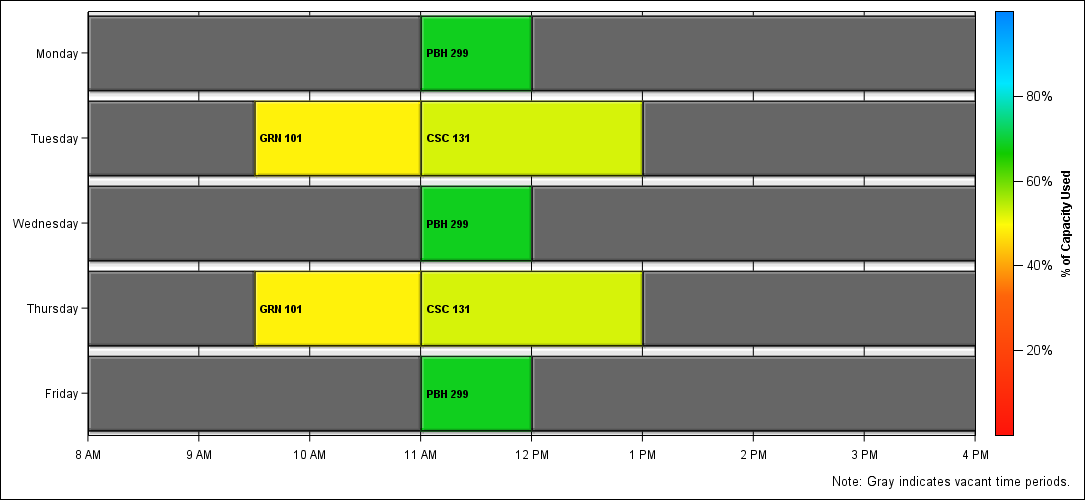 Monday
PBH 299
Tuesday
GRN 101
CSC 131
Wednesday
PBH 299
Thursday
GRN 101
CSC 131
Friday
PBH 299
8 AM
9 AM
10 AM
11 AM
12 PM
1 PM
2 PM
3 PM
4 PM
80%
60%
40%
20%
% of Capacity Used
Note: Gray indicates vacant time periods.